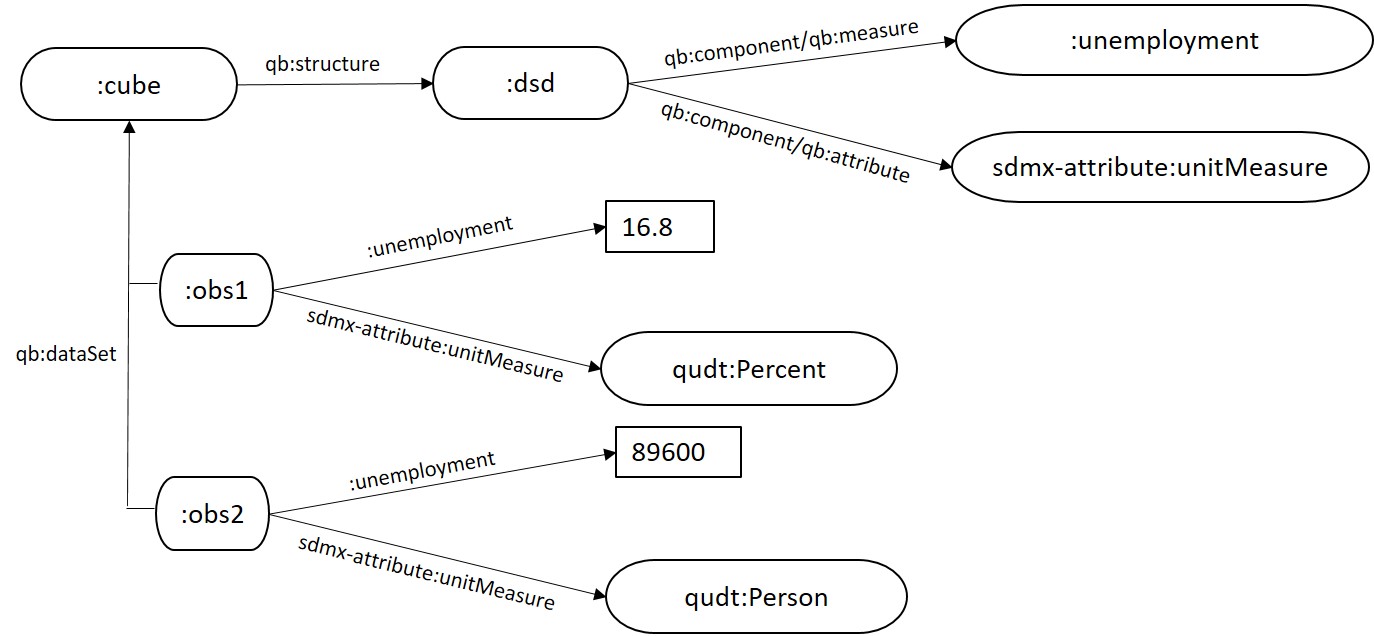 qb:component/qb:measure
:unemployment
:cube
qb:structure
:dsd
qb:component/qb:attribute
sdmx-attribute:unitMeasure
:unemployment
16.8
:obs1
sdmx-attribute:unitMeasure
qb:dataSet
qudt:Percent
:unemployment
89600
:obs2
sdmx-attribute:unitMeasure
qudt:Person